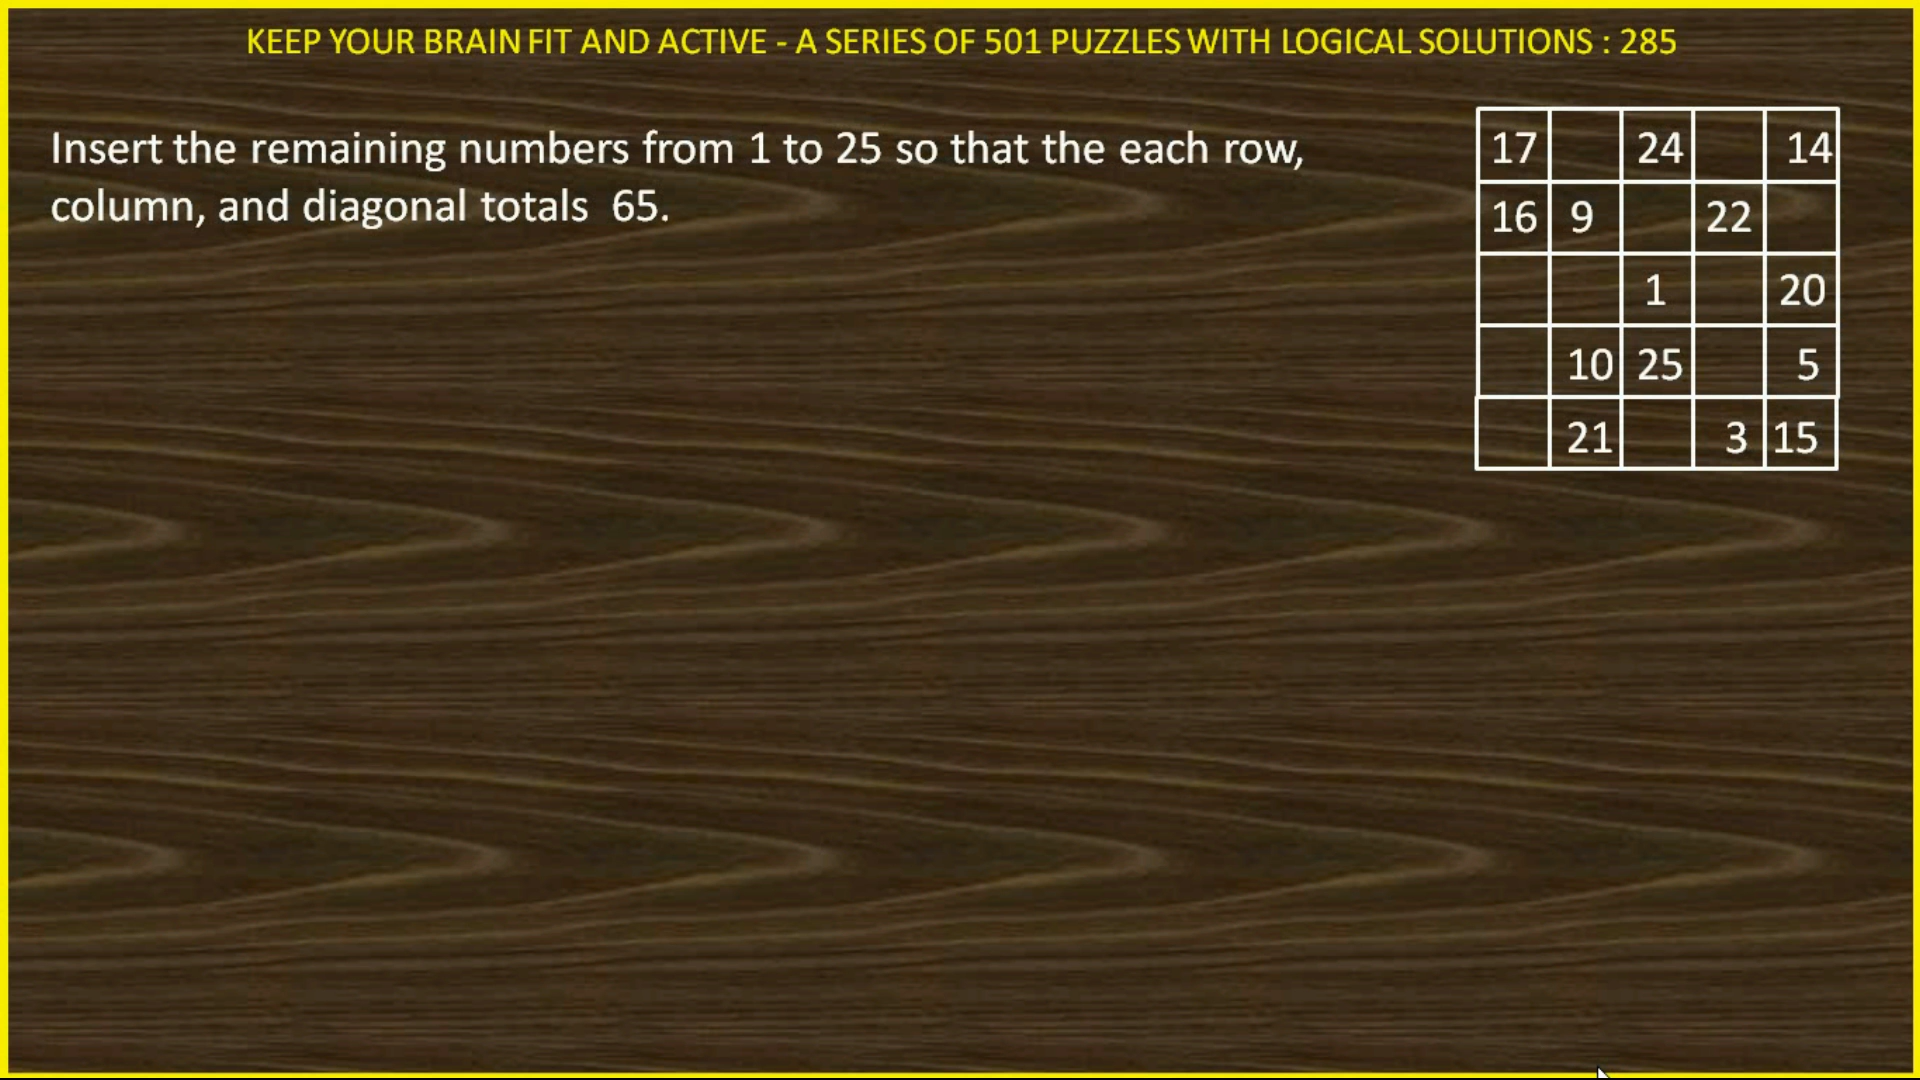 KEEP YOUR BRAIN FIT AND ACTIVE - A SERIES OF 501 PUZZLES WITH LOGICAL SOLUTIONS : 285
Insert the remaining numbers from 1 to 25 so that the each row,
column, and diagonal totals 65.
17 24 14
16 9 22
1 20
10 25 5
21 3 15